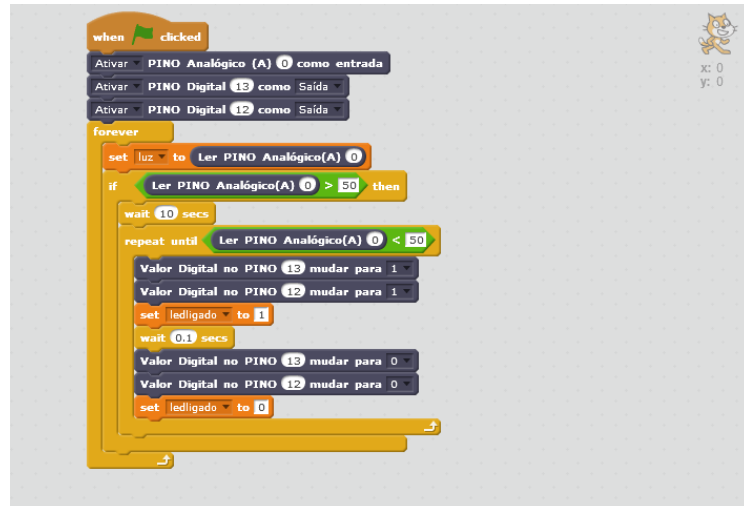 when clicked
Ativar PINO Analógico (A) 0 como entrada
Ativar PINO Digital 13 como Saída
Ativar PINO Digital 12 como Saída
forever
set luz to Ler PINO Analógico(A) 0
if Ler PINO Analógico(A) 0 > 50 then
wait 10 secs
repeat until Ler PINO Analógico(A) 0 < 50
Valor Digital no PINO 13 mudar para 1
Valor Digital no PINO 12 mudar para 1
set ledligado to 1
wait 0.1 secs
Valor Digital no PINO 13 mudar para 0
Valor Digital no PINO 12 mudar para 0
set ledligado to 0
x: 0
y: 0